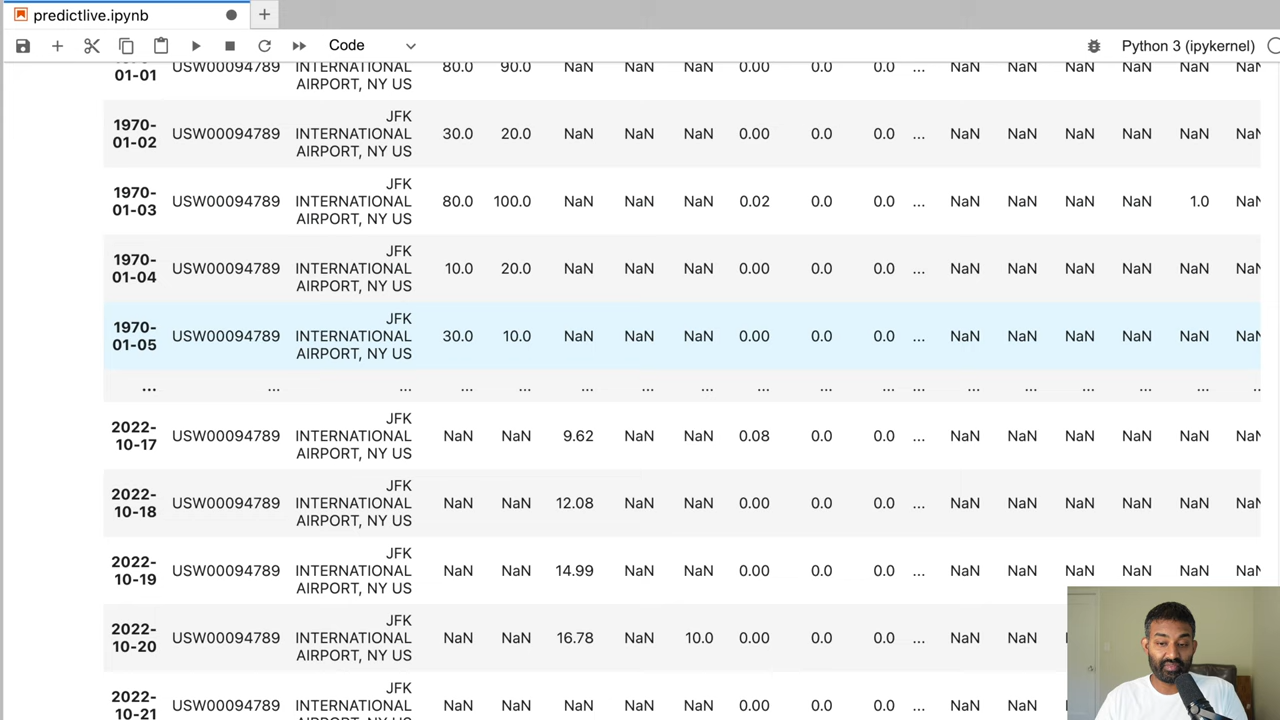 predictlive.ipynb
Code
Python 3 (ipykernel)
01-01 USW00094789 INTERNATIONAL AIRPORT, NY US 80.0 90.0 NaN NaN NaN 0.00 0.0 0.0 ... NaN NaN NaN NaN NaN NaN
1970-01-02 USW00094789 JFK INTERNATIONAL AIRPORT, NY US 30.0 20.0 NaN NaN NaN 0.00 0.0 0.0 ... NaN NaN NaN NaN NaN NaN
1970-01-03 USW00094789 JFK INTERNATIONAL AIRPORT, NY US 80.0 100.0 NaN NaN NaN 0.02 0.0 0.0 ... NaN NaN NaN NaN 1.0 NaN
1970-01-04 USW00094789 JFK INTERNATIONAL AIRPORT, NY US 10.0 20.0 NaN NaN NaN 0.00 0.0 0.0 ... NaN NaN NaN NaN NaN NaN
1970-01-05 USW00094789 JFK INTERNATIONAL AIRPORT, NY US 30.0 10.0 NaN NaN NaN 0.00 0.0 0.0 ... NaN NaN NaN NaN NaN NaN
... ... ... ... ... ... ... ... ... ... ... ... ... ... ... ... ... ..
2022-10-17 USW00094789 JFK INTERNATIONAL AIRPORT, NY US NaN NaN 9.62 NaN NaN 0.08 0.0 0.0 ... NaN NaN NaN NaN NaN NaN
2022-10-18 USW00094789 JFK INTERNATIONAL AIRPORT, NY US NaN NaN 12.08 NaN NaN 0.00 0.0 0.0 ... NaN NaN NaN NaN NaN NaN
2022-10-19 USW00094789 JFK INTERNATIONAL AIRPORT, NY US NaN NaN 14.99 NaN NaN 0.00 0.0 0.0 ... NaN NaN NaN NaN NaN NaN
2022-10-20 USW00094789 JFK INTERNATIONAL AIRPORT, NY US NaN NaN 16.78 NaN 10.0 0.00 0.0 0.0 ... NaN NaN
2022-10-21 USW00094789 JFK INTERNATIONAL NaN NaN NaN NaN NaN 0.00 0.0 0.0 ... NaN NaN